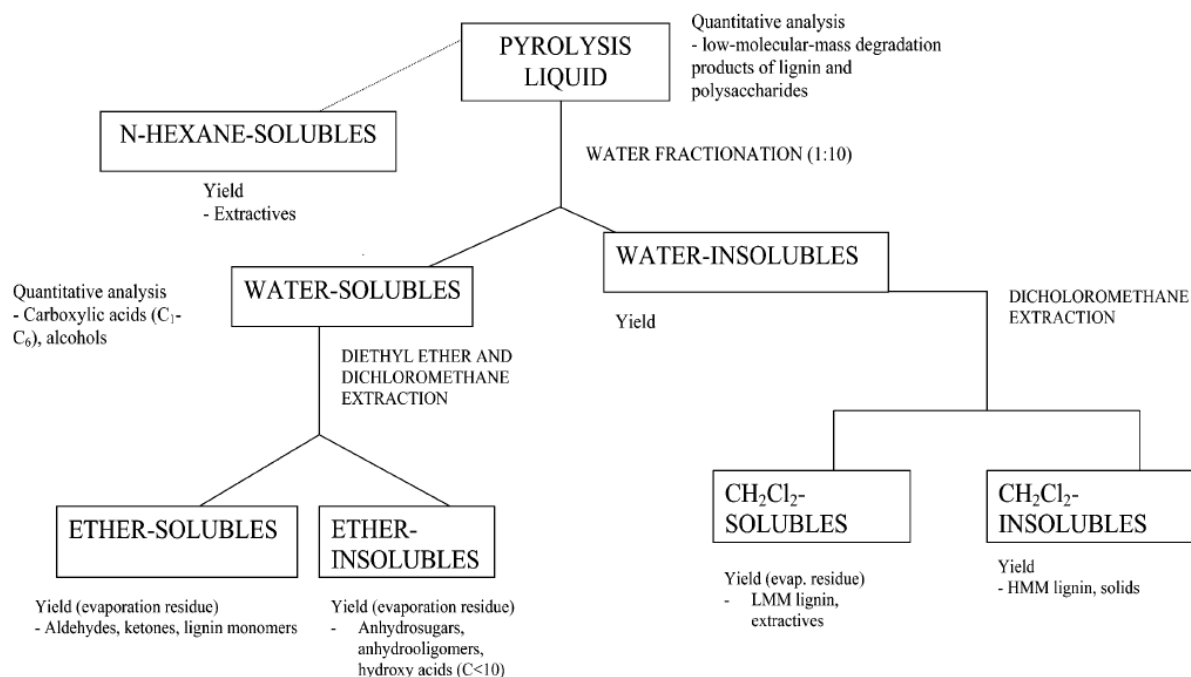 PYROLYSIS
LIQUID
Quantitative analysis
- low-molecular-mass degradation
products of lignin and
polysaccharides
N-HEXANE-SOLUBLES
Yield
- Extractives
WATER FRACTIONATION (1:10)
WATER-SOLUBLES
Quantitative analysis
- Carboxylic acids (C₁-
C₆), alcohols
WATER-INSOLUBLES
Yield
DICHOLOROMETHANE
EXTRACTION
DIETHYL ETHER AND
DICHLOROMETHANE
EXTRACTION
ETHER-SOLUBLES
Yield (evaporation residue)
- Aldehydes, ketones, lignin monomers
ETHER-
INSOLUBLES
Yield (evaporation residue)
- Anhydrosugars,
anhydrooligomers,
hydroxy acids (C<10)
CH₂Cl₂-
SOLUBLES
Yield (evap. residue)
- LMM lignin,
extractives
CH₂Cl₂-
INSOLUBLES
Yield
- HMM lignin, solids